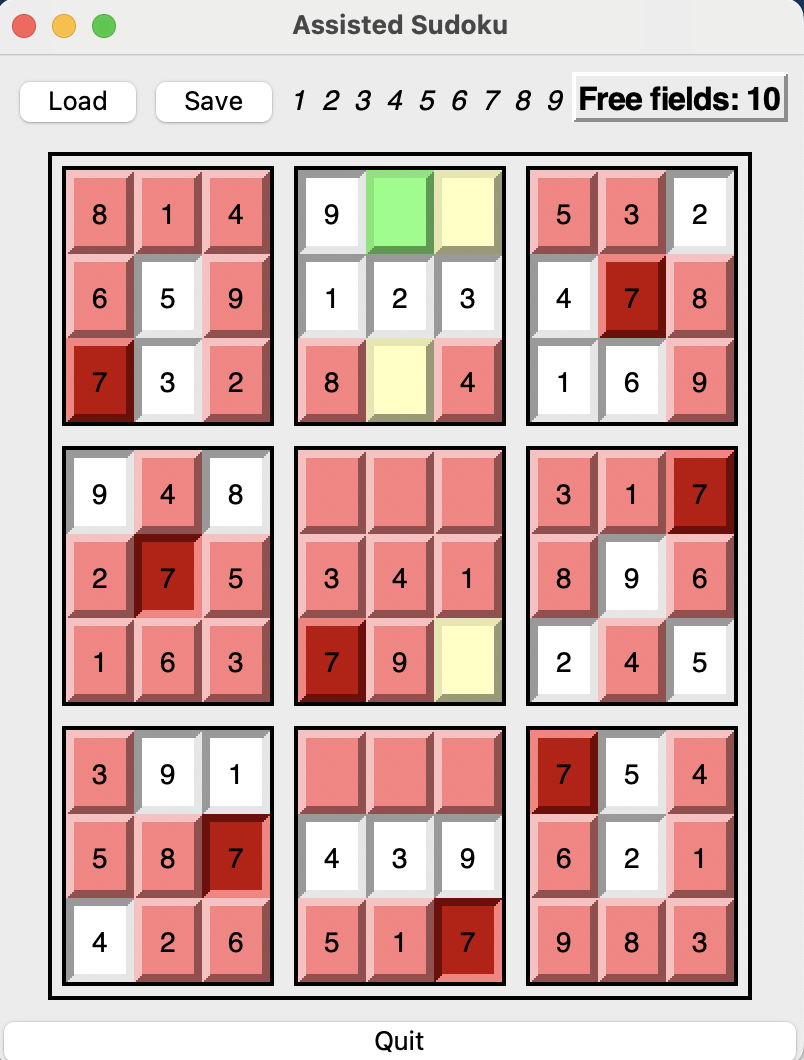 Assisted Sudoku
Load Save 1 2 3 4 5 6 7 8 9 Free fields: 10
8 1 4 9 5 3 2
6 5 9 1 2 3 4 7 8
7 3 2 8 4 1 6 9
9 4 8 3 1 7
2 7 5 3 4 1 8 9 6
1 6 3 7 9 2 4 5
3 9 1 7 5 4
5 8 7 4 3 9 6 2 1
4 2 6 5 1 7 9 8 3
Quit